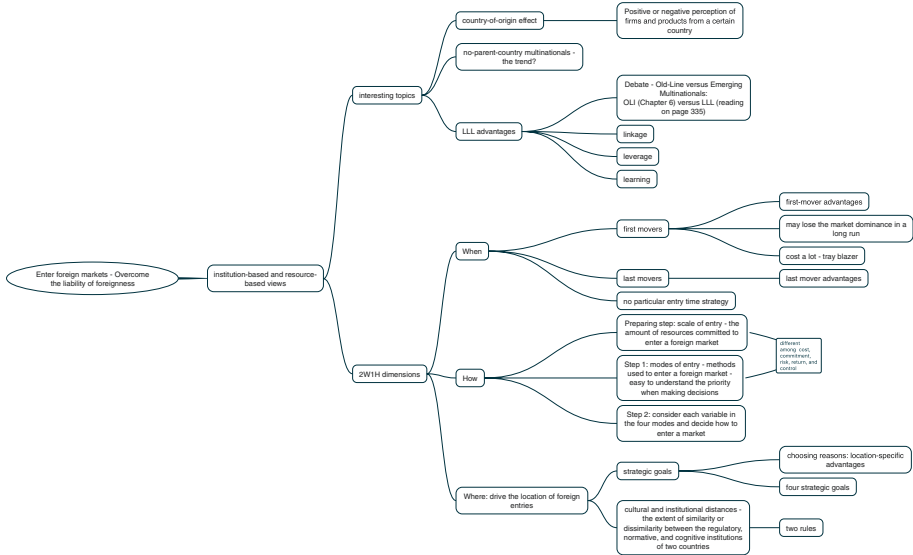 Enter foreign markets - Overcome
the liability of foreignness
institution-based and resource-
based views
interesting topics
country-of-origin effect
Positive or negative perception of
firms and products from a certain
country
no-parent-country multinationals -
the trend?
LLL advantages
Debate - Old-Line versus Emerging
Multinationals:
OLI (Chapter 6) versus LLL (reading
on page 335)
linkage
leverage
learning
2W1H dimensions
When
first movers
first-mover advantages
may lose the market dominance in a
long run
cost a lot - tray blazer
last movers
last mover advantages
no particular entry time strategy
How
Preparing step: scale of entry - the
amount of resources committed to
enter a foreign market
Step 1: modes of entry - methods
used to enter a foreign market -
easy to understand the priority
when making decisions
different
among cost,
commitment,
risk, return, and
control
Step 2: consider each variable in
the four modes and decide how to
enter a market
Where: drive the location of foreign
entries
strategic goals
choosing reasons: location-specific
advantages
four strategic goals
cultural and institutional distances -
the extent of similarity or
dissimilarity between the regulatory,
normative, and cognitive institutions
of two countries
two rules